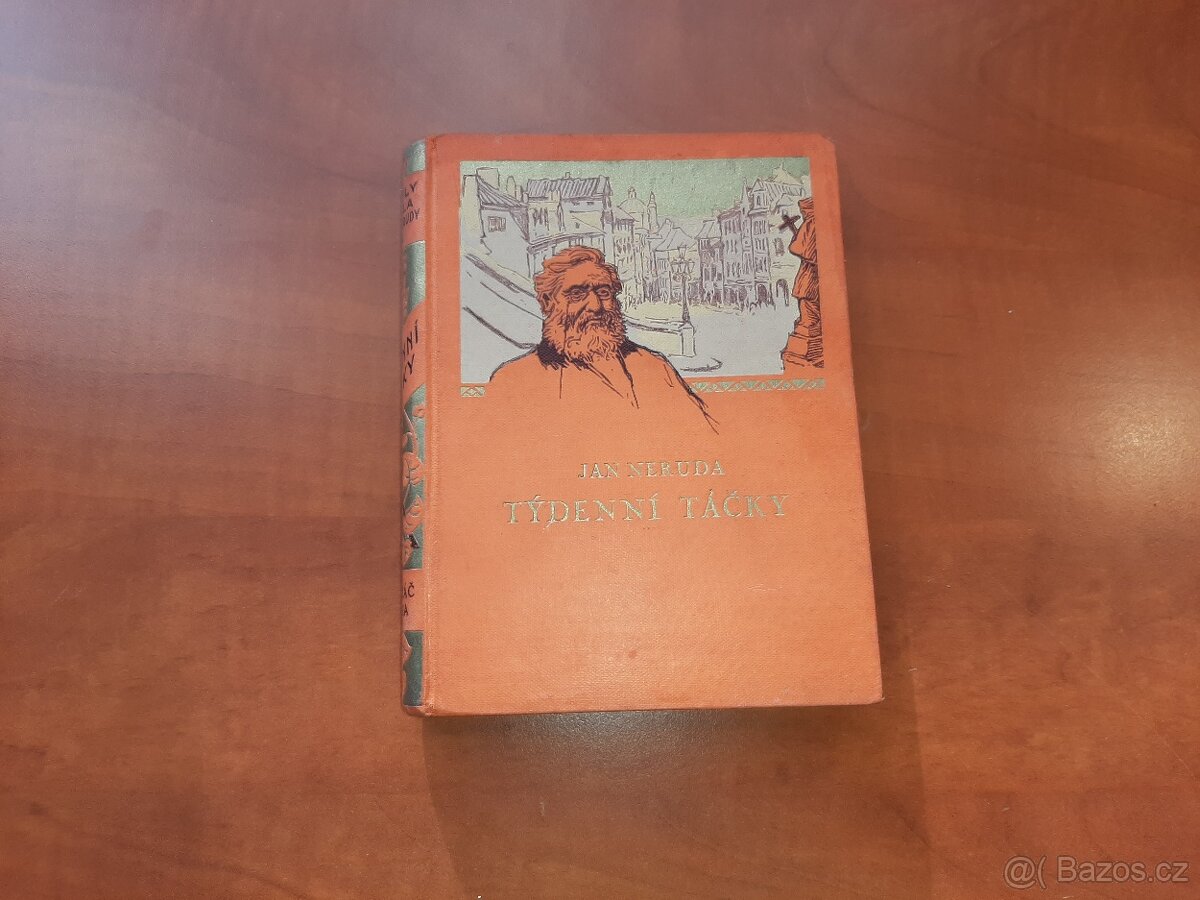 JAN NERUDA
TÝDENNÍ TÁČKY
@( Bazos.cz